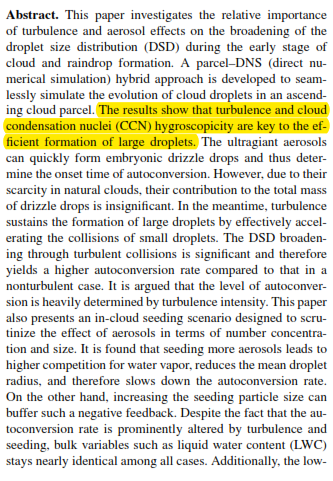 Abstract. This paper investigates the relative importance
of turbulence and aerosol effects on the broadening of the
droplet size distribution (DSD) during the early stage of
cloud and raindrop formation. A parcel–DNS (direct nu-
merical simulation) hybrid approach is developed to seam-
lessly simulate the evolution of cloud droplets in an ascend-
ing cloud parcel. The results show that turbulence and cloud
condensation nuclei (CCN) hygroscopicity are key to the ef-
ficient formation of large droplets. The ultragiant aerosols
can quickly form embryonic drizzle drops and thus deter-
mine the onset time of autoconversion. However, due to their
scarcity in natural clouds, their contribution to the total mass
of drizzle drops is insignificant. In the meantime, turbulence
sustains the formation of large droplets by effectively accel-
erating the collisions of small droplets. The DSD broaden-
ing through turbulent collisions is significant and therefore
yields a higher autoconversion rate compared to that in a
nonturbulent case. It is argued that the level of autoconver-
sion is heavily determined by turbulence intensity. This paper
also presents an in-cloud seeding scenario designed to scru-
tinize the effect of aerosols in terms of number concentra-
tion and size. It is found that seeding more aerosols leads to
higher competition for water vapor, reduces the mean droplet
radius, and therefore slows down the autoconversion rate.
On the other hand, increasing the seeding particle size can
buffer such a negative feedback. Despite the fact that the au-
toconversion rate is prominently altered by turbulence and
seeding, bulk variables such as liquid water content (LWC)
stays nearly identical among all cases. Additionally, the low-